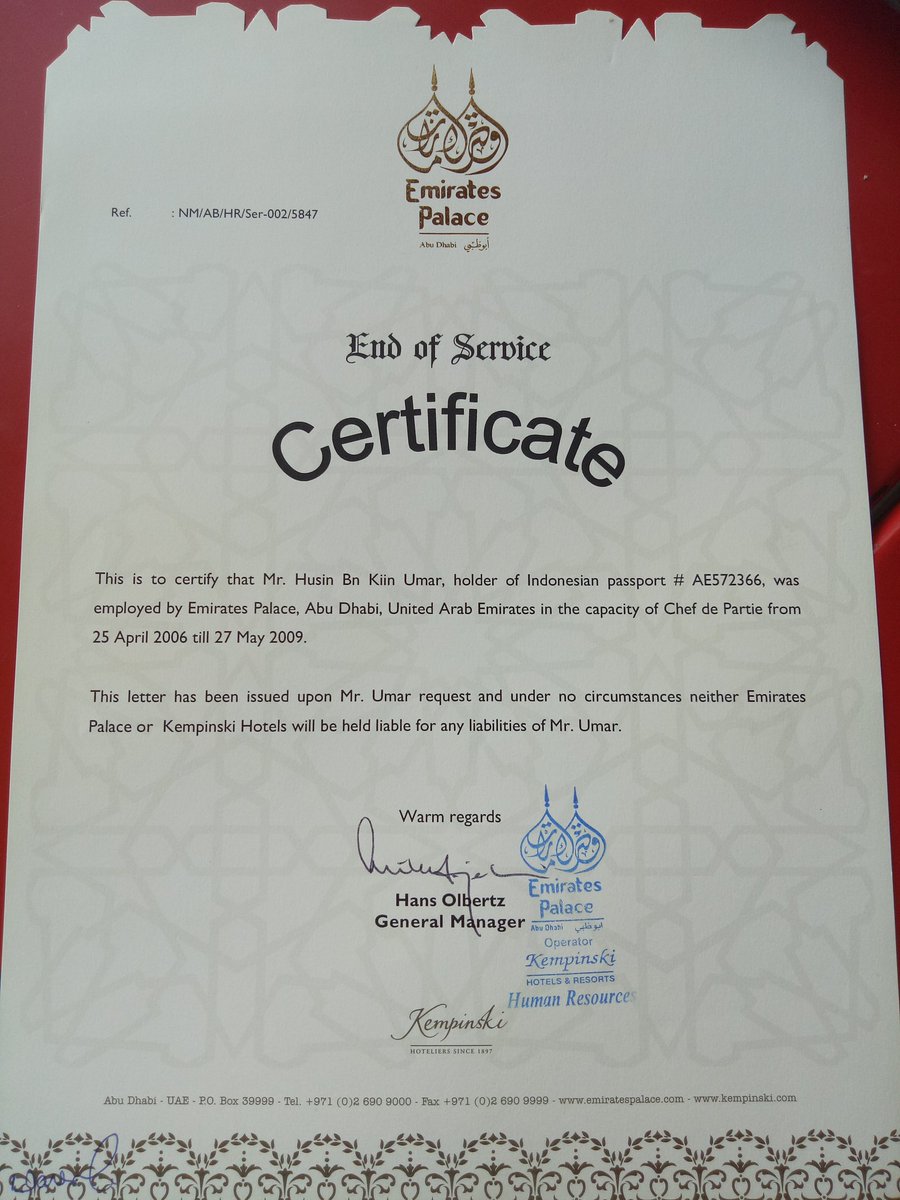 Emirates
Palace
Abu Dhabi أبوظبي
Ref. : NM/AB/HR/Ser-002/5847
End of Service
Certificate
This is to certify that Mr. Husin Bn Kiin Umar, holder of Indonesian passport # AE572366, was
employed by Emirates Palace, Abu Dhabi, United Arab Emirates in the capacity of Chef de Partie from
25 April 2006 till 27 May 2009.
This letter has been issued upon Mr. Umar request and under no circumstances neither Emirates
Palace or Kempinski Hotels will be held liable for any liabilities of Mr. Umar.
Warm regards
Hans Olbertz
General Manager
Emirates
Palace
Abu Dhabi أبوظبي
Operator
Kempinski
HOTELS & RESORTS
Human Resources
Kempinski
HOTELIERS SINCE 1897
Abu Dhabi - UAE - P.O. Box 39999 - Tel. +971 (0)2 690 9000 - Fax +971 (0)2 690 9999 - www.emiratespalace.com - www.kempinski.com